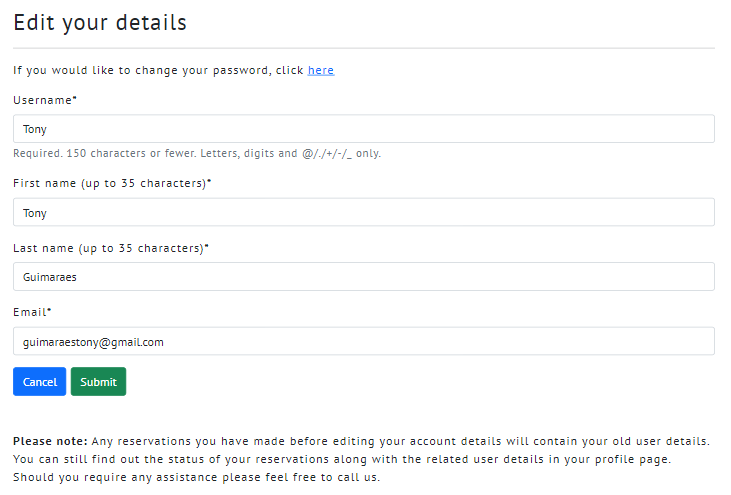 Edit your details
If you would like to change your password, click here
Username*
Tony
Required. 150 characters or fewer. Letters, digits and @/./+/-/_ only.
First name (up to 35 characters)*
Tony
Last name (up to 35 characters)*
Guimaraes
Email*
guimaraestony@gmail.com
Cancel Submit
Please note: Any reservations you have made before editing your account details will contain your old user details.
You can still find out the status of your reservations along with the related user details in your profile page.
Should you require any assistance please feel free to call us.